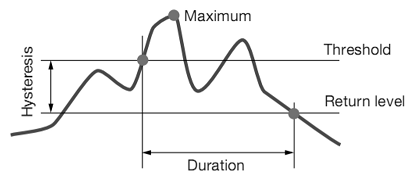 Maximum
Threshold
Hysteresis
Return level
Duration